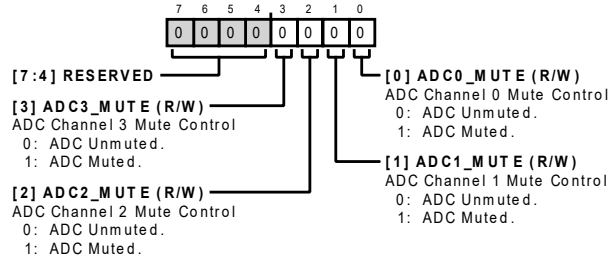 7 6 5 4 3 2 1 0
0 0 0 0 0 0 0 0
[7:4] RESERVED
[3] ADC3_MUTE (R/W)
ADC Channel 3 Mute Control
0: ADC Unmuted.
1: ADC Muted.
[2] ADC2_MUTE (R/W)
ADC Channel 2 Mute Control
0: ADC Unmuted.
1: ADC Muted.
[0] ADC0_MUTE (R/W)
ADC Channel 0 Mute Control
0: ADC Unmuted.
1: ADC Muted.
[1] ADC1_MUTE (R/W)
ADC Channel 1 Mute Control
0: ADC Unmuted.
1: ADC Muted.